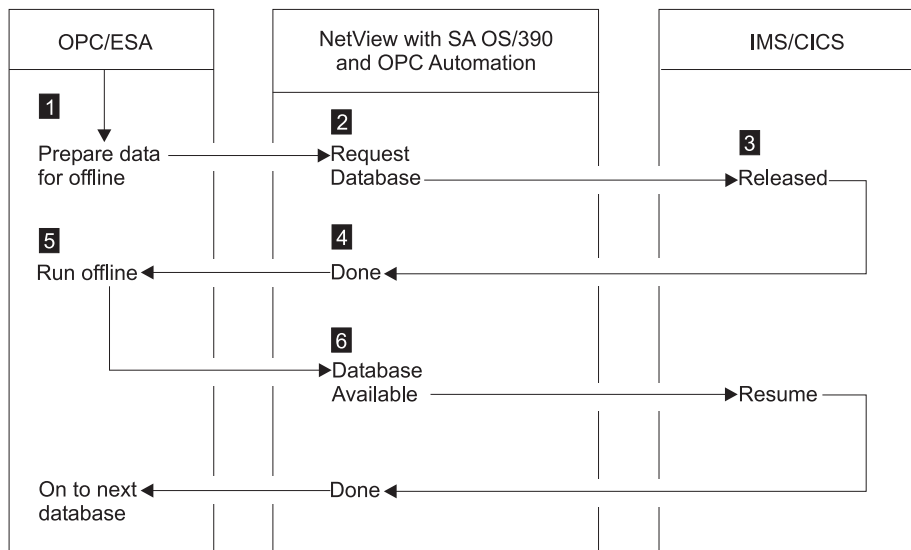 OPC/ESA
NetView with SA OS/390
and OPC Automation
IMS/CICS
1
Prepare data
for offline
2
Request
Database
3
Released
4
Done
5
Run offline
6
Database
Available
Resume
Done
On to next
database